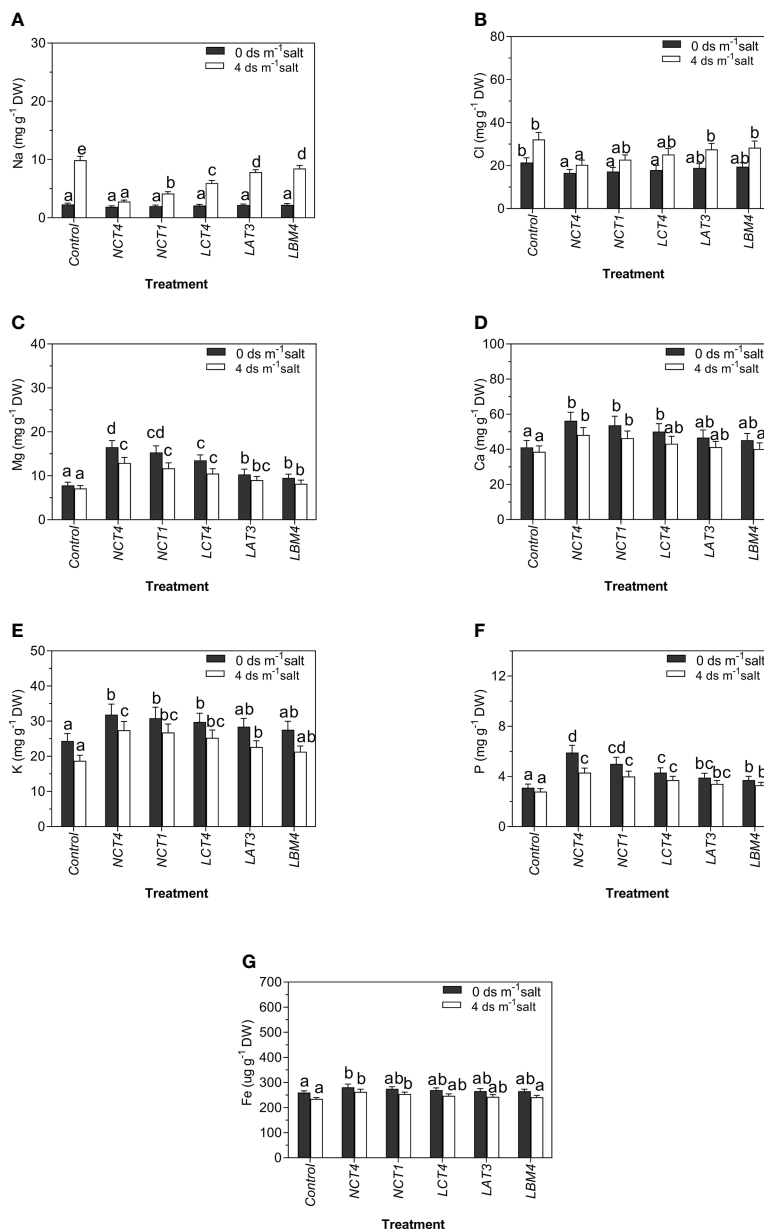 A
30
20
10
0
Na (mg g⁻¹ DW)
0 ds m⁻¹salt
4 ds m⁻¹salt
a e a a a b a c a d a d
Control NCT4 NCT1 LCT4 LAT3 LBM4
Treatment
B
80
60
40
20
0
Cl (mg g⁻¹ DW)
0 ds m⁻¹salt
4 ds m⁻¹salt
b b a a a ab a ab ab b ab b
Control NCT4 NCT1 LCT4 LAT3 LBM4
Treatment
C
40
30
20
10
0
Mg (mg g⁻¹ DW)
0 ds m⁻¹salt
4 ds m⁻¹salt
a a d c cd c c c b bc b b
Control NCT4 NCT1 LCT4 LAT3 LBM4
Treatment
D
100
80
60
40
20
0
Ca (mg g⁻¹ DW)
0 ds m⁻¹salt
4 ds m⁻¹salt
a a b b b b b ab ab ab ab a
Control NCT4 NCT1 LCT4 LAT3 LBM4
Treatment
E
50
40
30
20
10
0
K (mg g⁻¹ DW)
0 ds m⁻¹salt
4 ds m⁻¹salt
a a b c b bc b bc ab b ab ab
Control NCT4 NCT1 LCT4 LAT3 LBM4
Treatment
F
12
9
6
3
0
P (mg g⁻¹ DW)
0 ds m⁻¹salt
4 ds m⁻¹salt
a a d c cd c c c bc bc b b
Control NCT4 NCT1 LCT4 LAT3 LBM4
Treatment
G
700
600
500
400
300
200
100
0
Fe (ug g⁻¹ DW)
0 ds m⁻¹salt
4 ds m⁻¹salt
a a b b ab b ab ab ab ab ab a
Control NCT4 NCT1 LCT4 LAT3 LBM4
Treatment